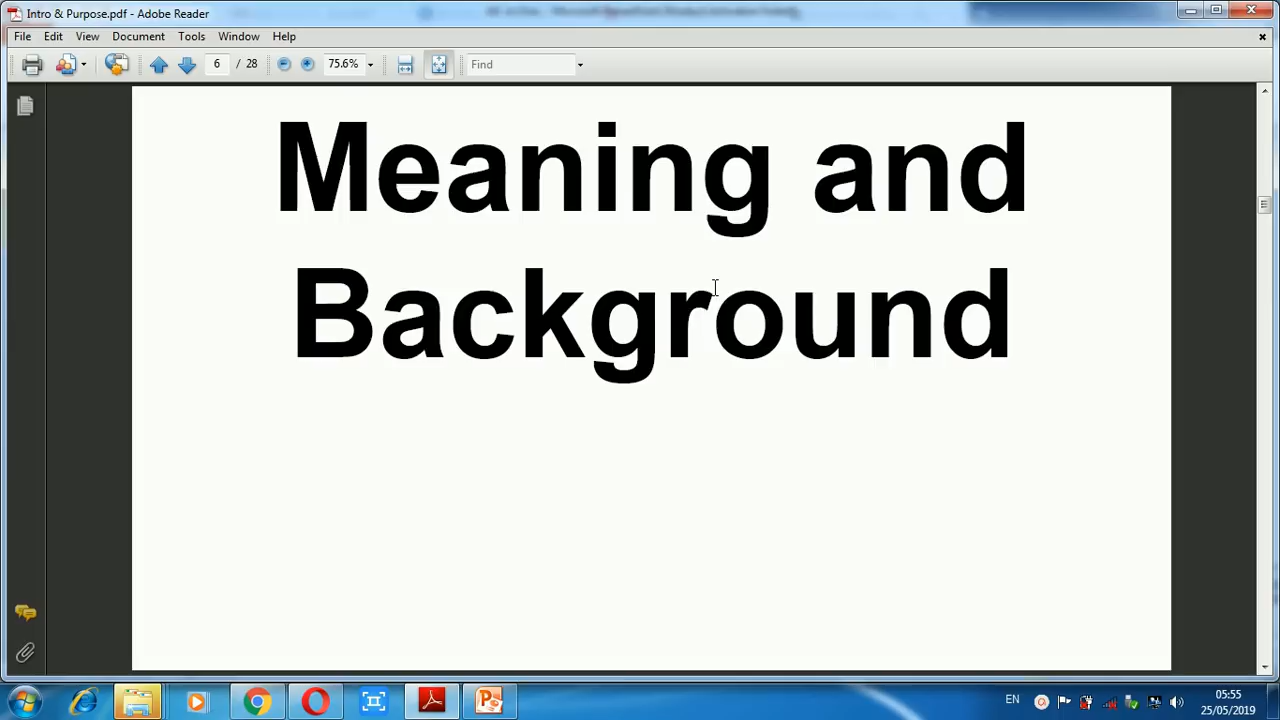 Intro & Purpose.pdf - Adobe Reader
File Edit View Document Tools Window Help
6 / 28 75.6% Find
Meaning and
Background
EN
05:55
25/05/2019